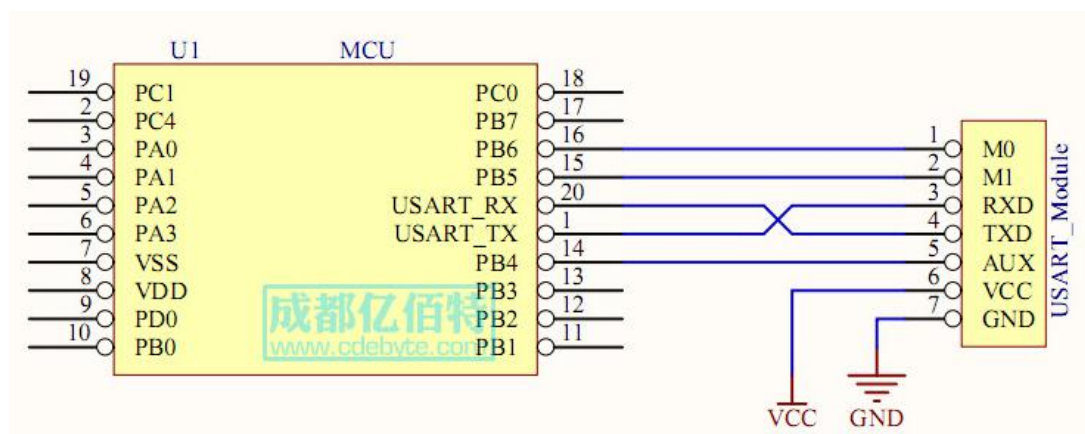 U1 MCU
19 PC1 PC0 18
2 PC4 PB7 17
3 PA0 PB6 16 1 M0
4 PA1 PB5 15 2 M1
5 PA2 USART_RX 20 3 RXD
6 PA3 USART_TX 1 4 TXD
7 VSS PB4 14 5 AUX
8 VDD PB3 13 6 VCC
9 PD0 PB2 12 7 GND
10 PB0 PB1 11
USART_Module
成都亿佰特
www.cdebyte.com
VCC GND